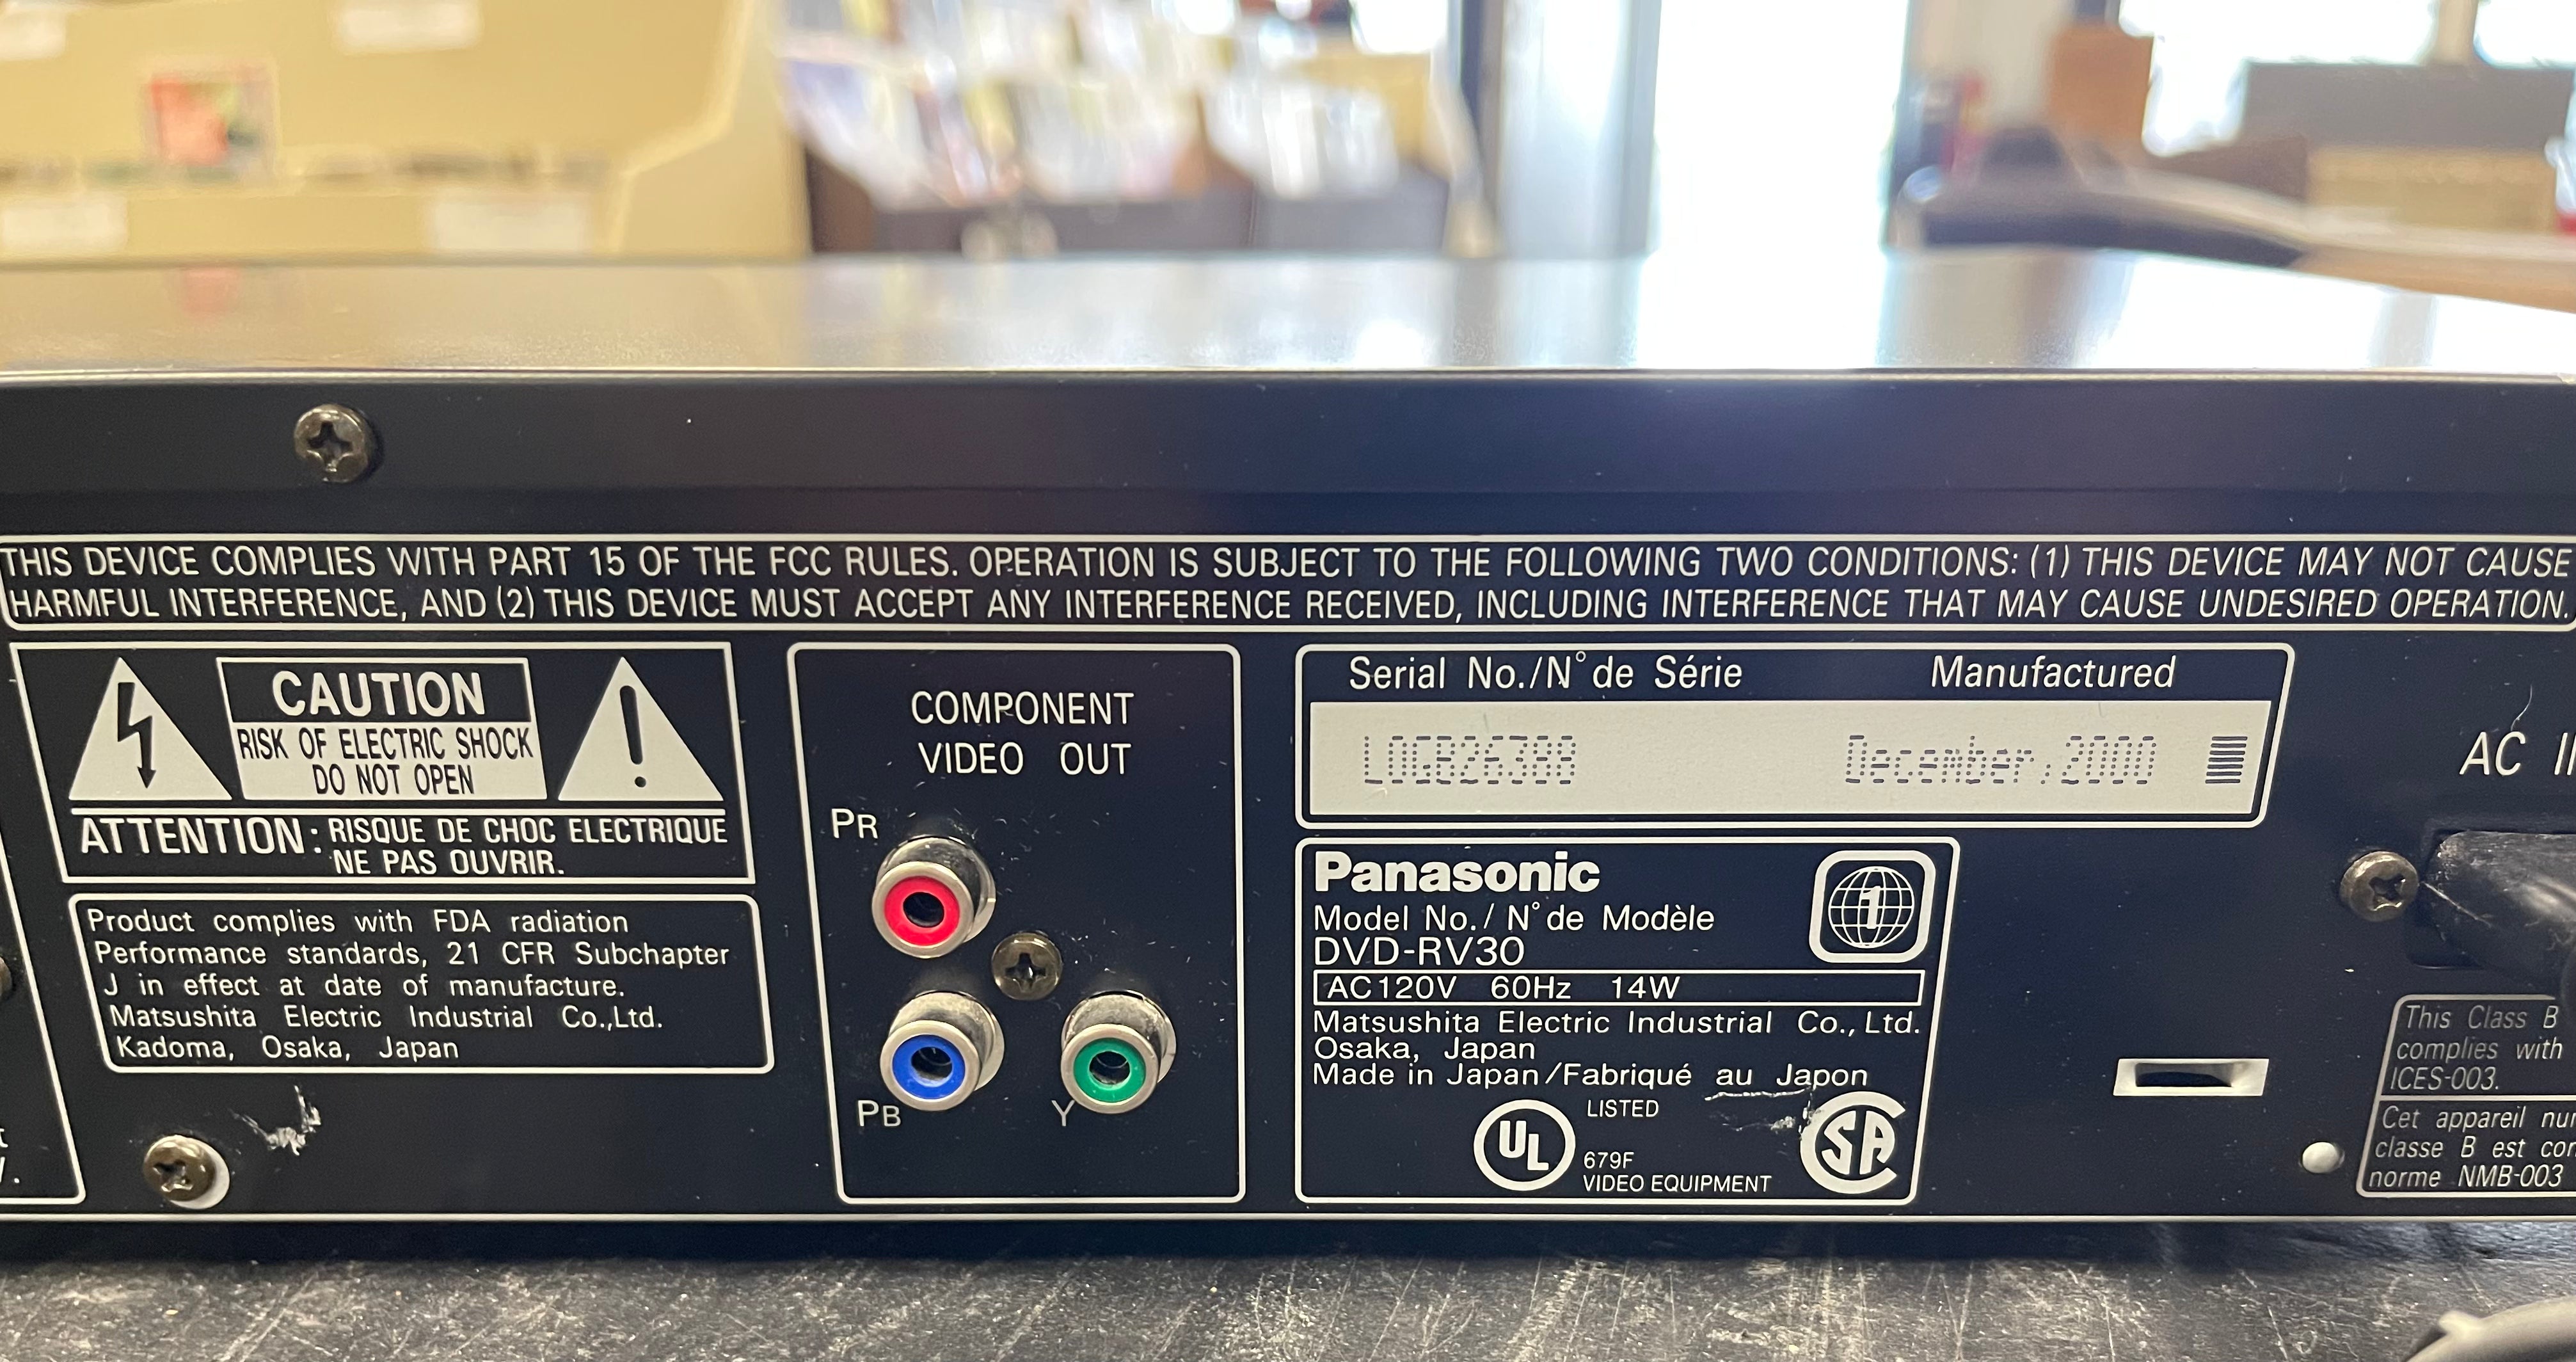 THIS DEVICE COMPLIES WITH PART 15 OF THE FCC RULES. OPERATION IS SUBJECT TO THE FOLLOWING TWO CONDITIONS: (1) THIS DEVICE MAY NOT CAUSE
HARMFUL INTERFERENCE, AND (2) THIS DEVICE MUST ACCEPT ANY INTERFERENCE RECEIVED, INCLUDING INTERFERENCE THAT MAY CAUSE UNDESIRED OPERATION.
CAUTION
RISK OF ELECTRIC SHOCK
DO NOT OPEN
ATTENTION: RISQUE DE CHOC ELECTRIQUE
NE PAS OUVRIR.
Product complies with FDA radiation
Performance standards, 21 CFR Subchapter
J in effect at date of manufacture.
Matsushita Electric Industrial Co.,Ltd.
Kadoma, Osaka, Japan
COMPONENT
VIDEO OUT
PR
PB
Y
Serial No./N° de Série Manufactured
LOGB26388 December,2000
Panasonic
1
Model No./ N° de Modèle
DVD-RV30
AC120V 60Hz 14W
Matsushita Electric Industrial Co., Ltd.
Osaka, Japan
Made in Japan/Fabriqué au Japon
UL
LISTED
679F
VIDEO EQUIPMENT
SA
AC
This Class B
complies with
ICES-003.
Cet appareil
classe B est
norme NMB-003